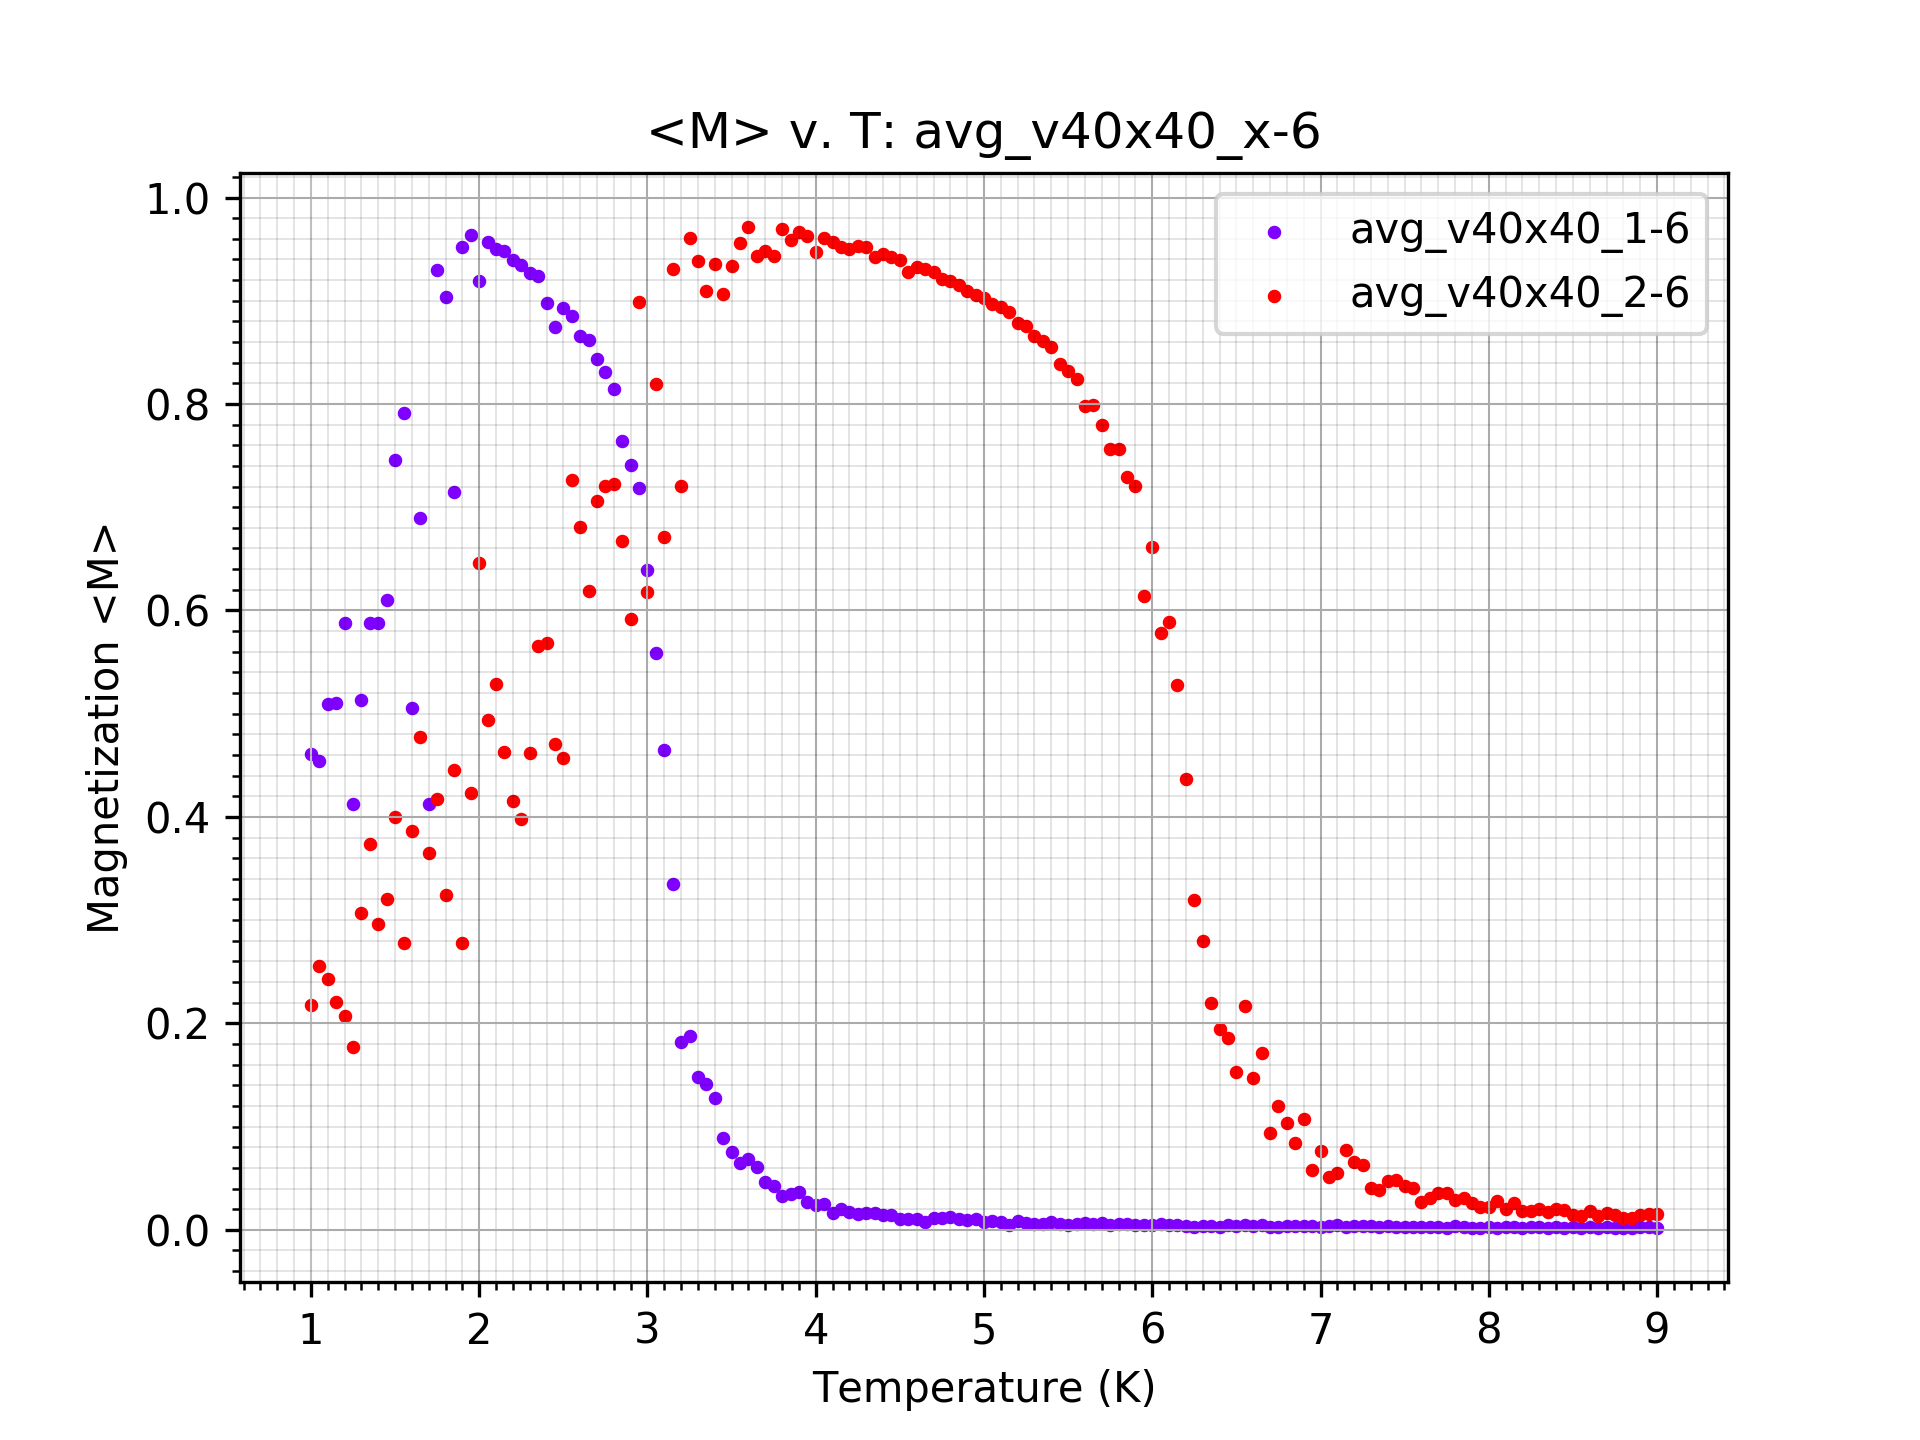 <M> v. T: avg_v40x40_x-6
avg_v40x40_1-6
avg_v40x40_2-6
1.0
0.8
0.6
0.4
0.2
0.0
Magnetization <M>
1 2 3 4 5 6 7 8 9
Temperature (K)